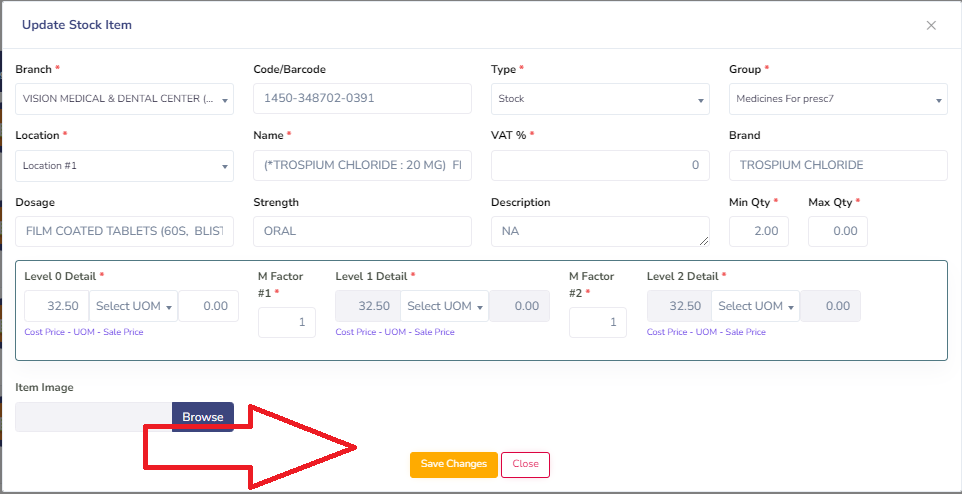 Update Stock Item
Branch * Code/Barcode Type * Group *
VISION MEDICAL & DENTAL CENTER (... 1450-348702-0391 Stock Medicines For presc7
Location * Name * VAT % * Brand
Location #1 (*TROSPIUM CHLORIDE : 20 MG) FI 0 TROSPIUM CHLORIDE
Dosage Strength Description Min Qty * Max Qty *
FILM COATED TABLETS (60S, BLIST ORAL NA 2.00 0.00
Level 0 Detail * M Factor #1 * Level 1 Detail * M Factor #2 * Level 2 Detail *
32.50 Select UOM 0.00 1 32.50 Select UOM 0.00 1 32.50 Select UOM 0.00
Cost Price - UOM - Sale Price Cost Price - UOM - Sale Price Cost Price - UOM - Sale Price
Item Image
Browse
Save Changes Close